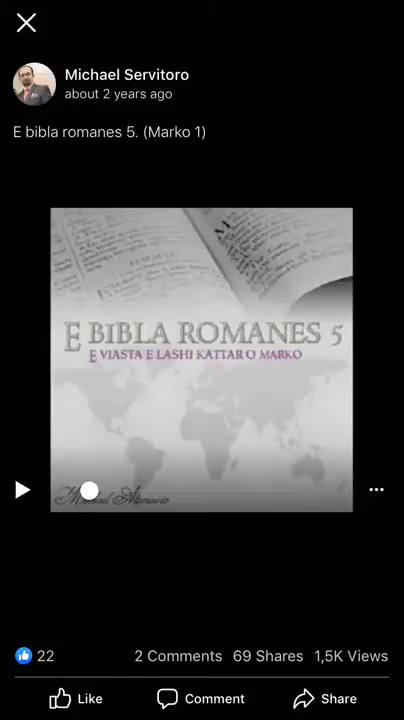 Michael Servitoro
about 2 years ago
E bibla romanes 5. (Marko 1)
E BIBLA ROMANES 5
E VIASTA E LASHI KATTAR O MARKO
Michael
22
2 Comments 69 Shares 1,5K Views
Like Comment Share